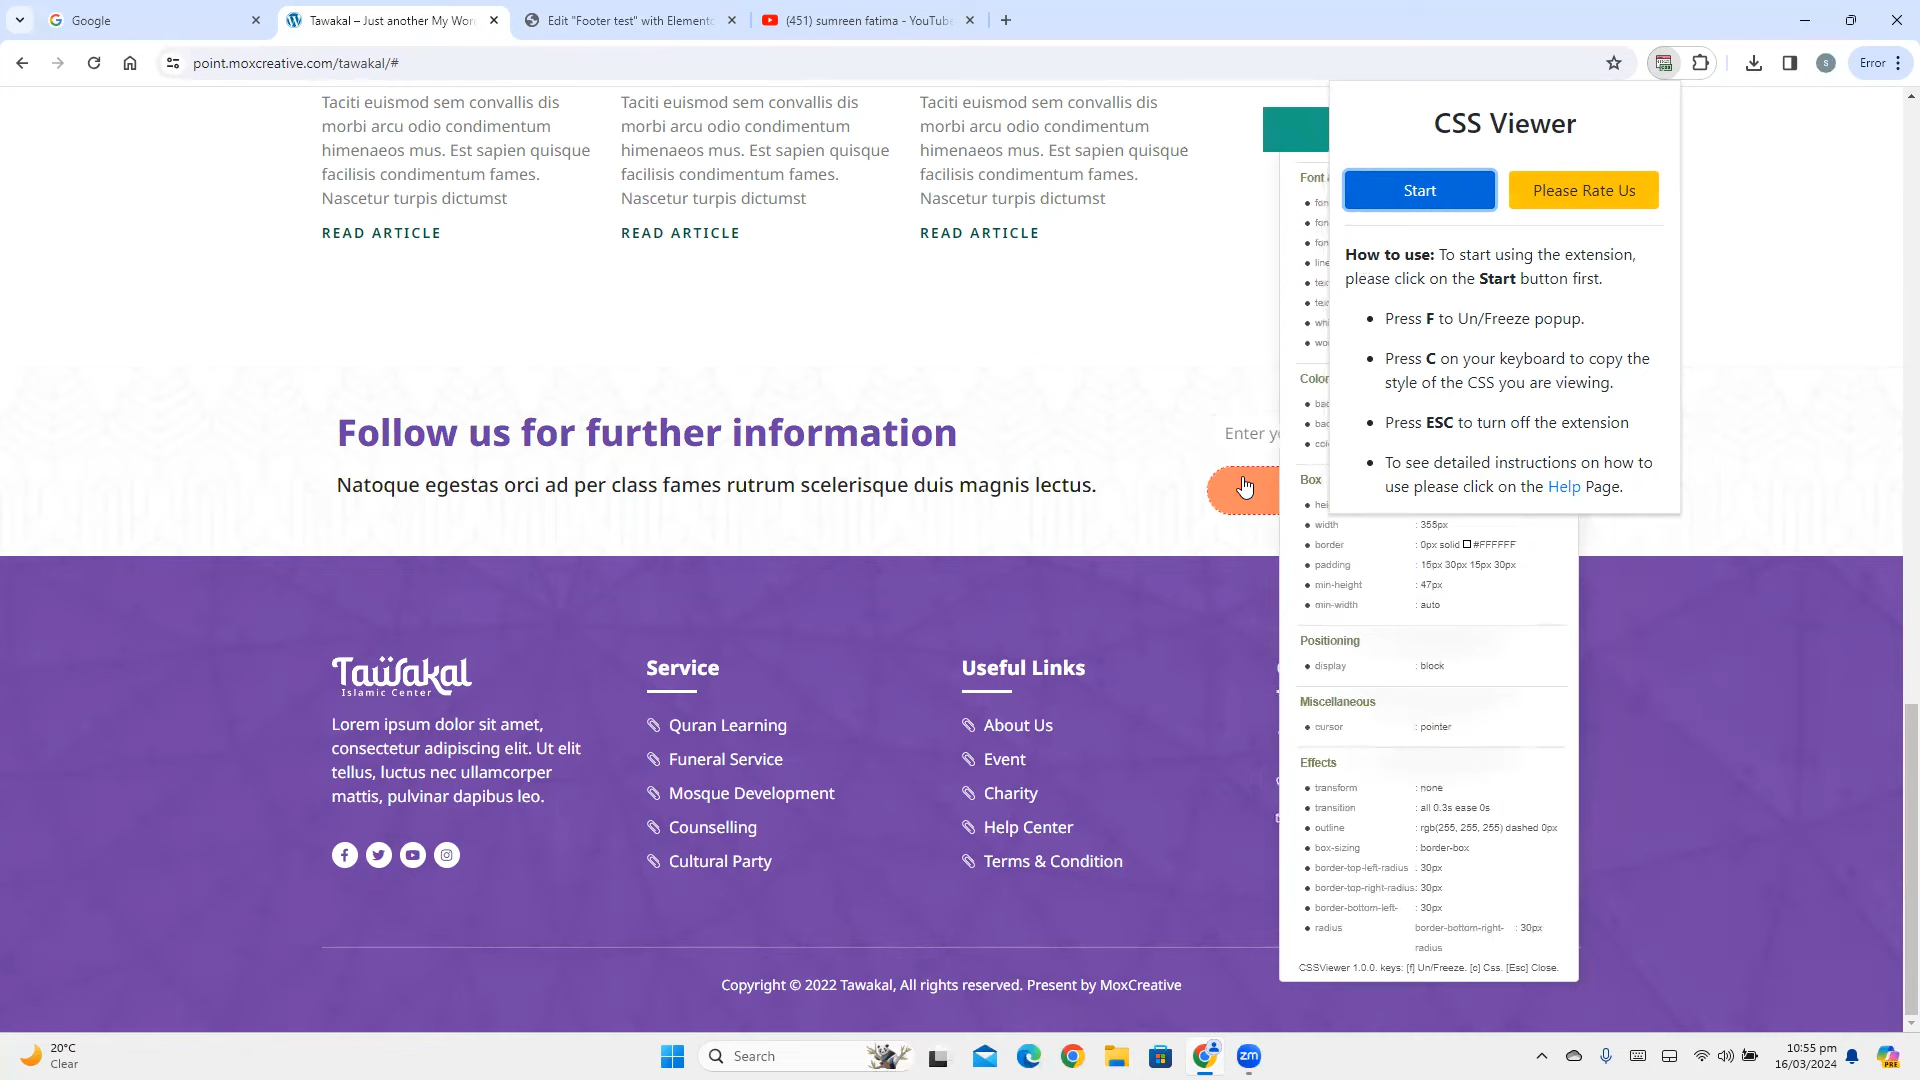 Google
Tawakal – Just another My Wor
Edit "Footer test" with Elemento
(451) sumreen fatima - YouTube
point.moxcreative.com/tawakal/#
S
Error
Taciti euismod sem convallis dis
morbi arcu odio condimentum
himenaeos mus. Est sapien quisque
facilisis condimentum fames.
Nascetur turpis dictumst
READ ARTICLE
Taciti euismod sem convallis dis
morbi arcu odio condimentum
himenaeos mus. Est sapien quisque
facilisis condimentum fames.
Nascetur turpis dictumst
READ ARTICLE
Taciti euismod sem convallis dis
morbi arcu odio condimentum
himenaeos mus. Est sapien quisque
facilisis condimentum fames.
Nascetur turpis dictumst
READ ARTICLE
CSS Viewer
Start
Please Rate Us
How to use: To start using the extension,
please click on the Start button first.
Press F to Un/Freeze popup.
Press C on your keyboard to copy the
style of the CSS you are viewing.
Press ESC to turn off the extension
To see detailed instructions on how to
use please click on the Help Page.
Follow us for further information
Natoque egestas orci ad per class fames rutrum scelerisque duis magnis lectus.
Enter yo
Font
Color
Box
width : 355px
border : 0px solid #FFFFFF
padding : 15px 30px 15px 30px
min-height : 47px
min-width : auto
Positioning
display : block
Miscellaneous
cursor : pointer
Effects
transform : none
transition : all 0.3s ease 0s
outline : rgb(255, 255, 255) dashed 0px
box-sizing : border-box
border-top-left-radius : 30px
border-top-right-radius : 30px
border-bottom-left- : 30px
radius border-bottom-right- : 30px
radius
CSSViewer 1.0.0. keys: [f] Un/Freeze. [c] Css. [Esc] Close.
Tawakal
Islamic Center
Lorem ipsum dolor sit amet,
consectetur adipiscing elit. Ut elit
tellus, luctus nec ullamcorper
mattis, pulvinar dapibus leo.
Service
Quran Learning
Funeral Service
Mosque Development
Counselling
Cultural Party
Useful Links
About Us
Event
Charity
Help Center
Terms & Condition
Copyright © 2022 Tawakal, All rights reserved. Present by MoxCreative
20°C
Clear
Search
zm
10:55 pm
16/03/2024
PRE